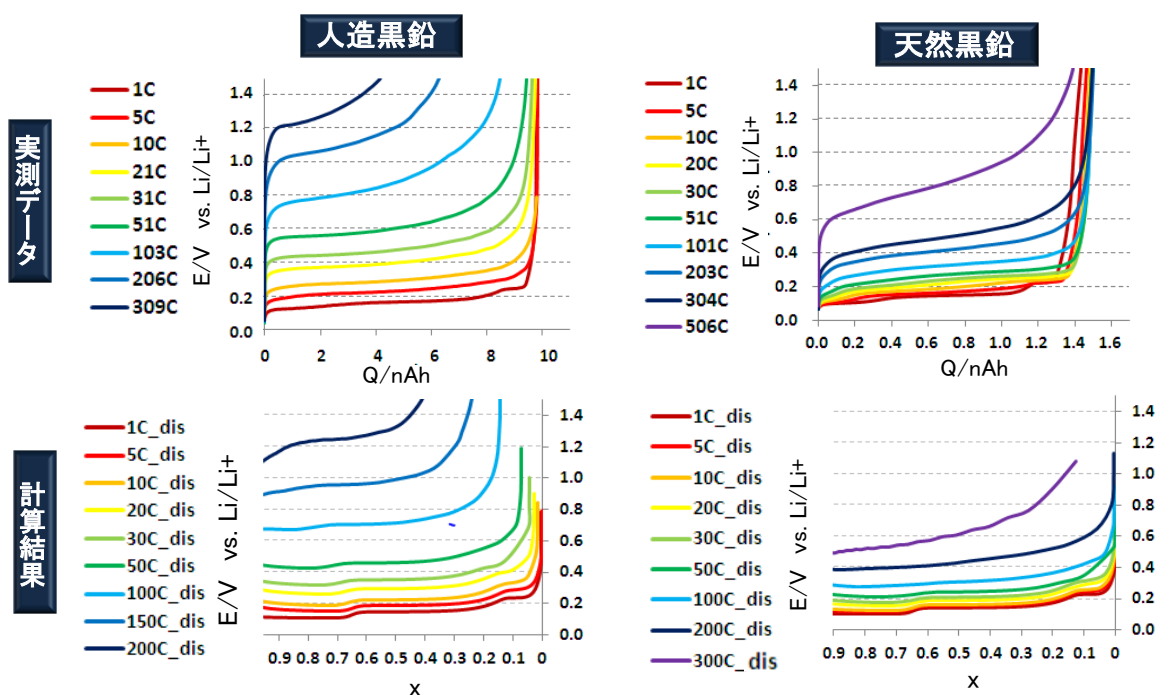 人造黒鉛
天然黒鉛
実測データ
1C
5C
10C
21C
31C
51C
103C
206C
309C
E/V vs. Li/Li+
1.4
1.2
1.0
0.8
0.6
0.4
0.2
0.0
0 2 4 6 8 10
Q/nAh
1C
5C
10C
20C
30C
51C
101C
203C
304C
506C
E/V vs. Li/Li+
1.4
1.2
1.0
0.8
0.6
0.4
0.2
0.0
0.0 0.2 0.4 0.6 0.8 1.0 1.2 1.4 1.6
Q/nAh
計算結果
1C_dis
5C_dis
10C_dis
20C_dis
30C_dis
50C_dis
100C_dis
150C_dis
200C_dis
E/V vs. Li/Li+
1.4
1.2
1.0
0.8
0.6
0.4
0.2
0.0
0.9 0.8 0.7 0.6 0.5 0.4 0.3 0.2 0.1 0
x
1C_dis
5C_dis
10C_dis
20C_dis
30C_dis
50C_dis
100C_dis
200C_dis
300C_dis
E/V vs. Li/Li+
1.4
1.2
1.0
0.8
0.6
0.4
0.2
0.0
0.9 0.8 0.7 0.6 0.5 0.4 0.3 0.2 0.1 0
x